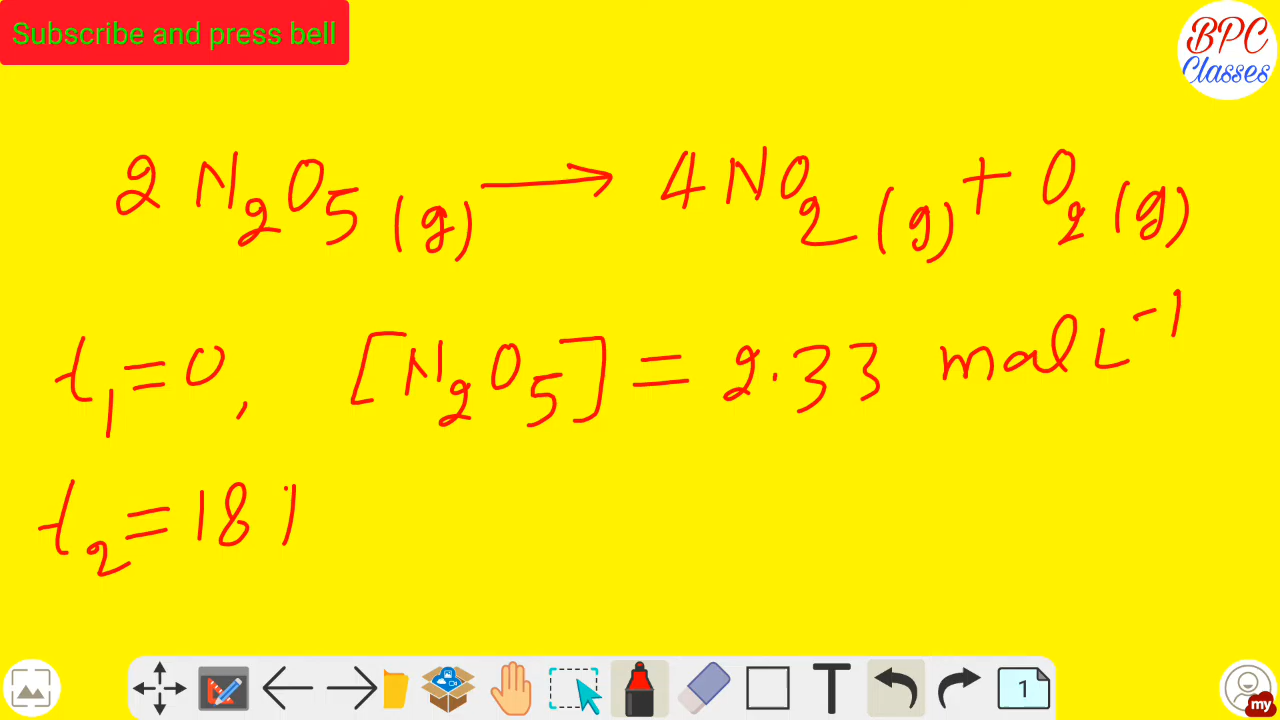 Subscribe and press bell
BPC
Classes
2 N₂O₅ (g) → 4 NO₂ (g) + O₂ (g)
t₁ = 0, [N₂O₅] = 2.33 mol L⁻¹
t₂ = 18
1
my